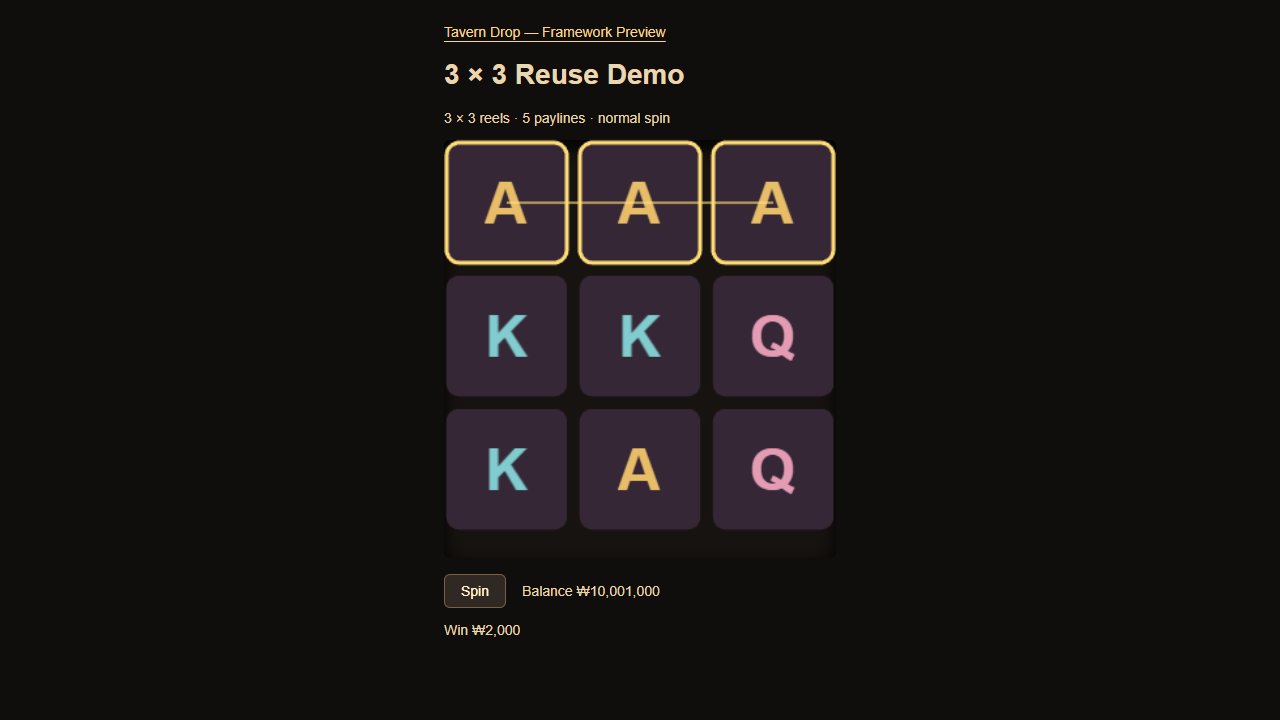 Tavern Drop — Framework Preview
3 × 3 Reuse Demo
3 × 3 reels · 5 paylines · normal spin
A A A
K K Q
K A Q
Spin Balance ₩10,001,000
Win ₩2,000